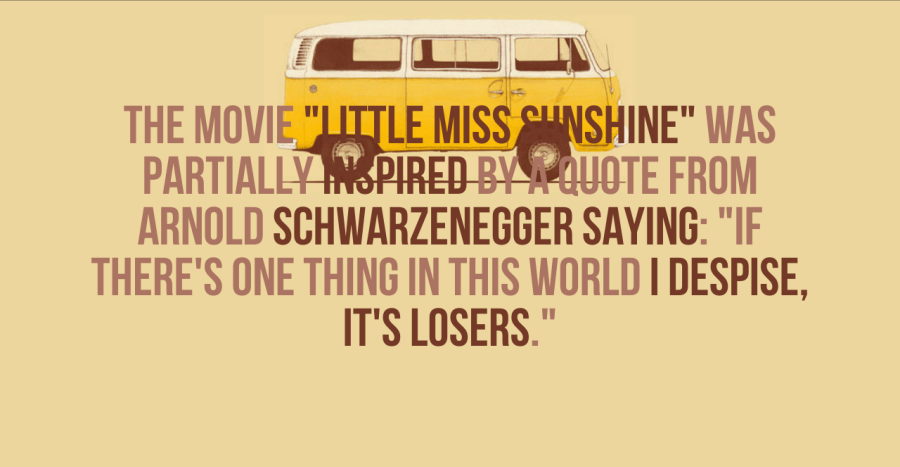 THE MOVIE "LITTLE MISS SUNSHINE" WAS
PARTIALLY INSPIRED BY A QUOTE FROM
ARNOLD SCHWARZENEGGER SAYING: "IF
THERE'S ONE THING IN THIS WORLD I DESPISE,
IT'S LOSERS."